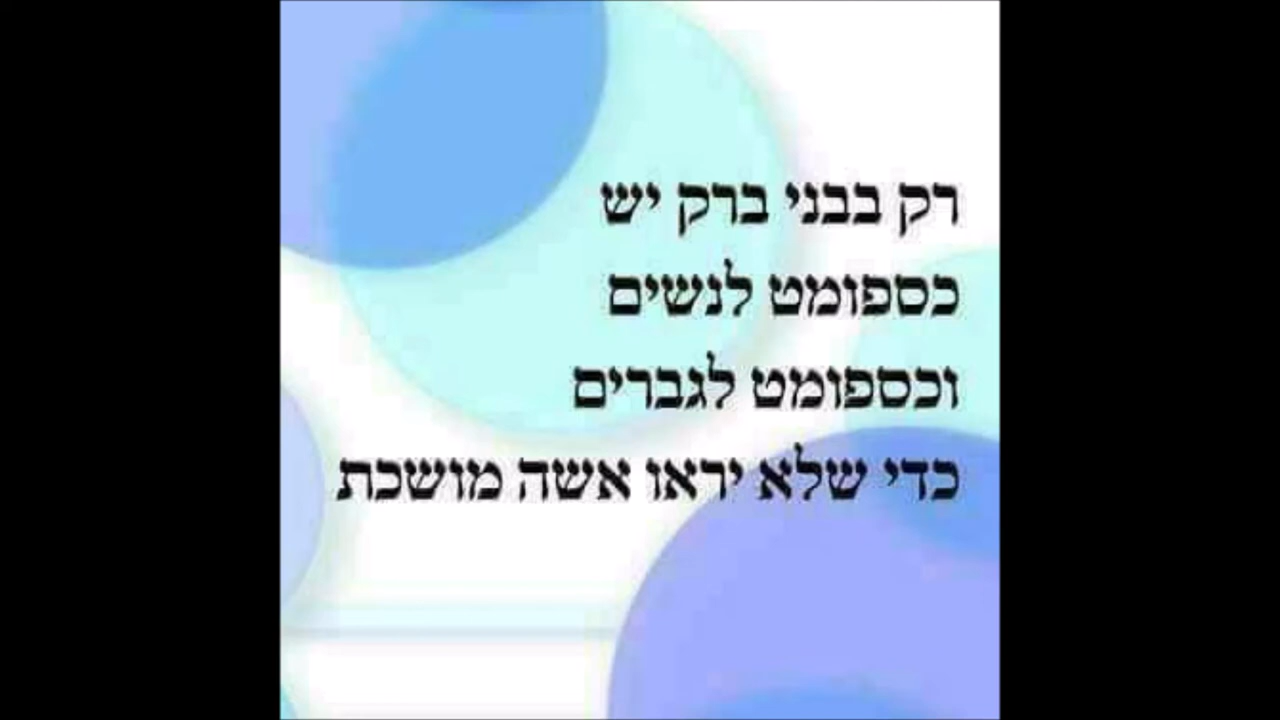 רק בבני ברק יש
כספומט לנשים
וכספומט לגברים
כדי שלא יראו אשה מושכת